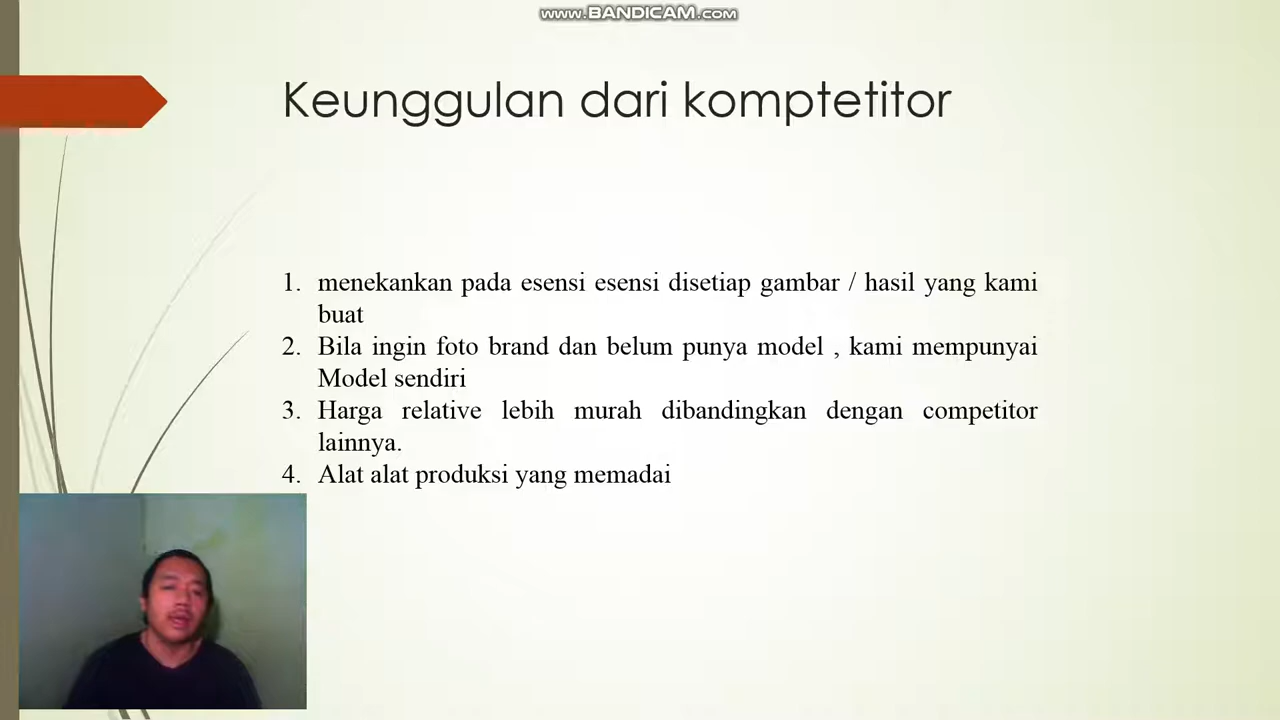 www.BANDICAM.com
Keunggulan dari komptetitor
1. menekankan pada esensi esensi disetiap gambar / hasil yang kami
buat
2. Bila ingin foto brand dan belum punya model , kami mempunyai
Model sendiri
3. Harga relative lebih murah dibandingkan dengan competitor
lainnya.
4. Alat alat produksi yang memadai